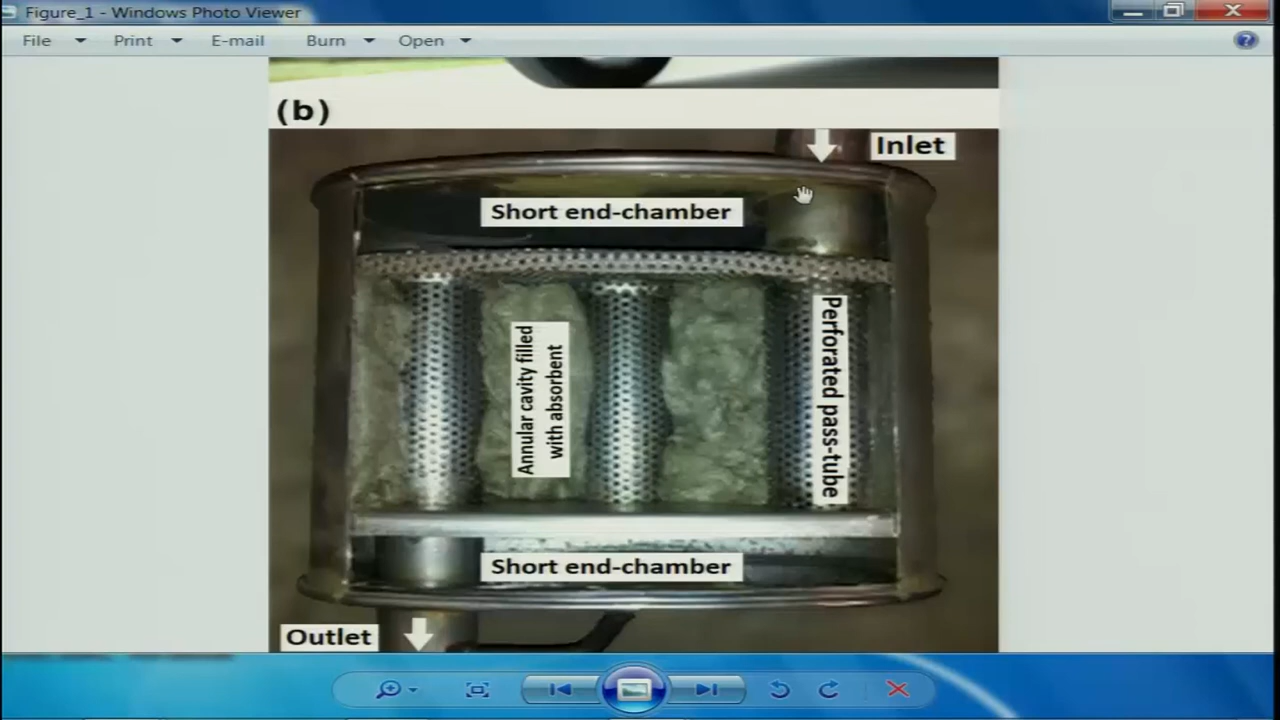 Figure_1 - Windows Photo Viewer
File Print E-mail Burn Open
(b)
Inlet
Short end-chamber
Perforated pass-tube
Annular cavity filled
with absorbent
Short end-chamber
Outlet